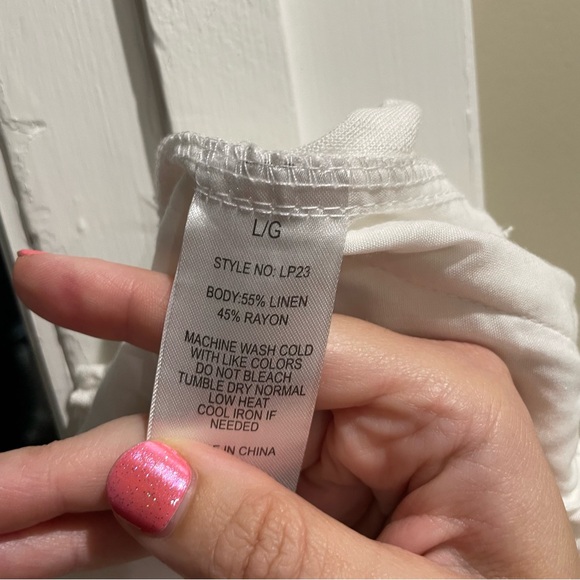 L/G
STYLE NO: LP23
BODY:55% LINEN
45% RAYON
MACHINE WASH COLD
WITH LIKE COLORS
DO NOT BLEACH
TUMBLE DRY NORMAL
LOW HEAT
COOL IRON IF
NEEDED
IN CHINA